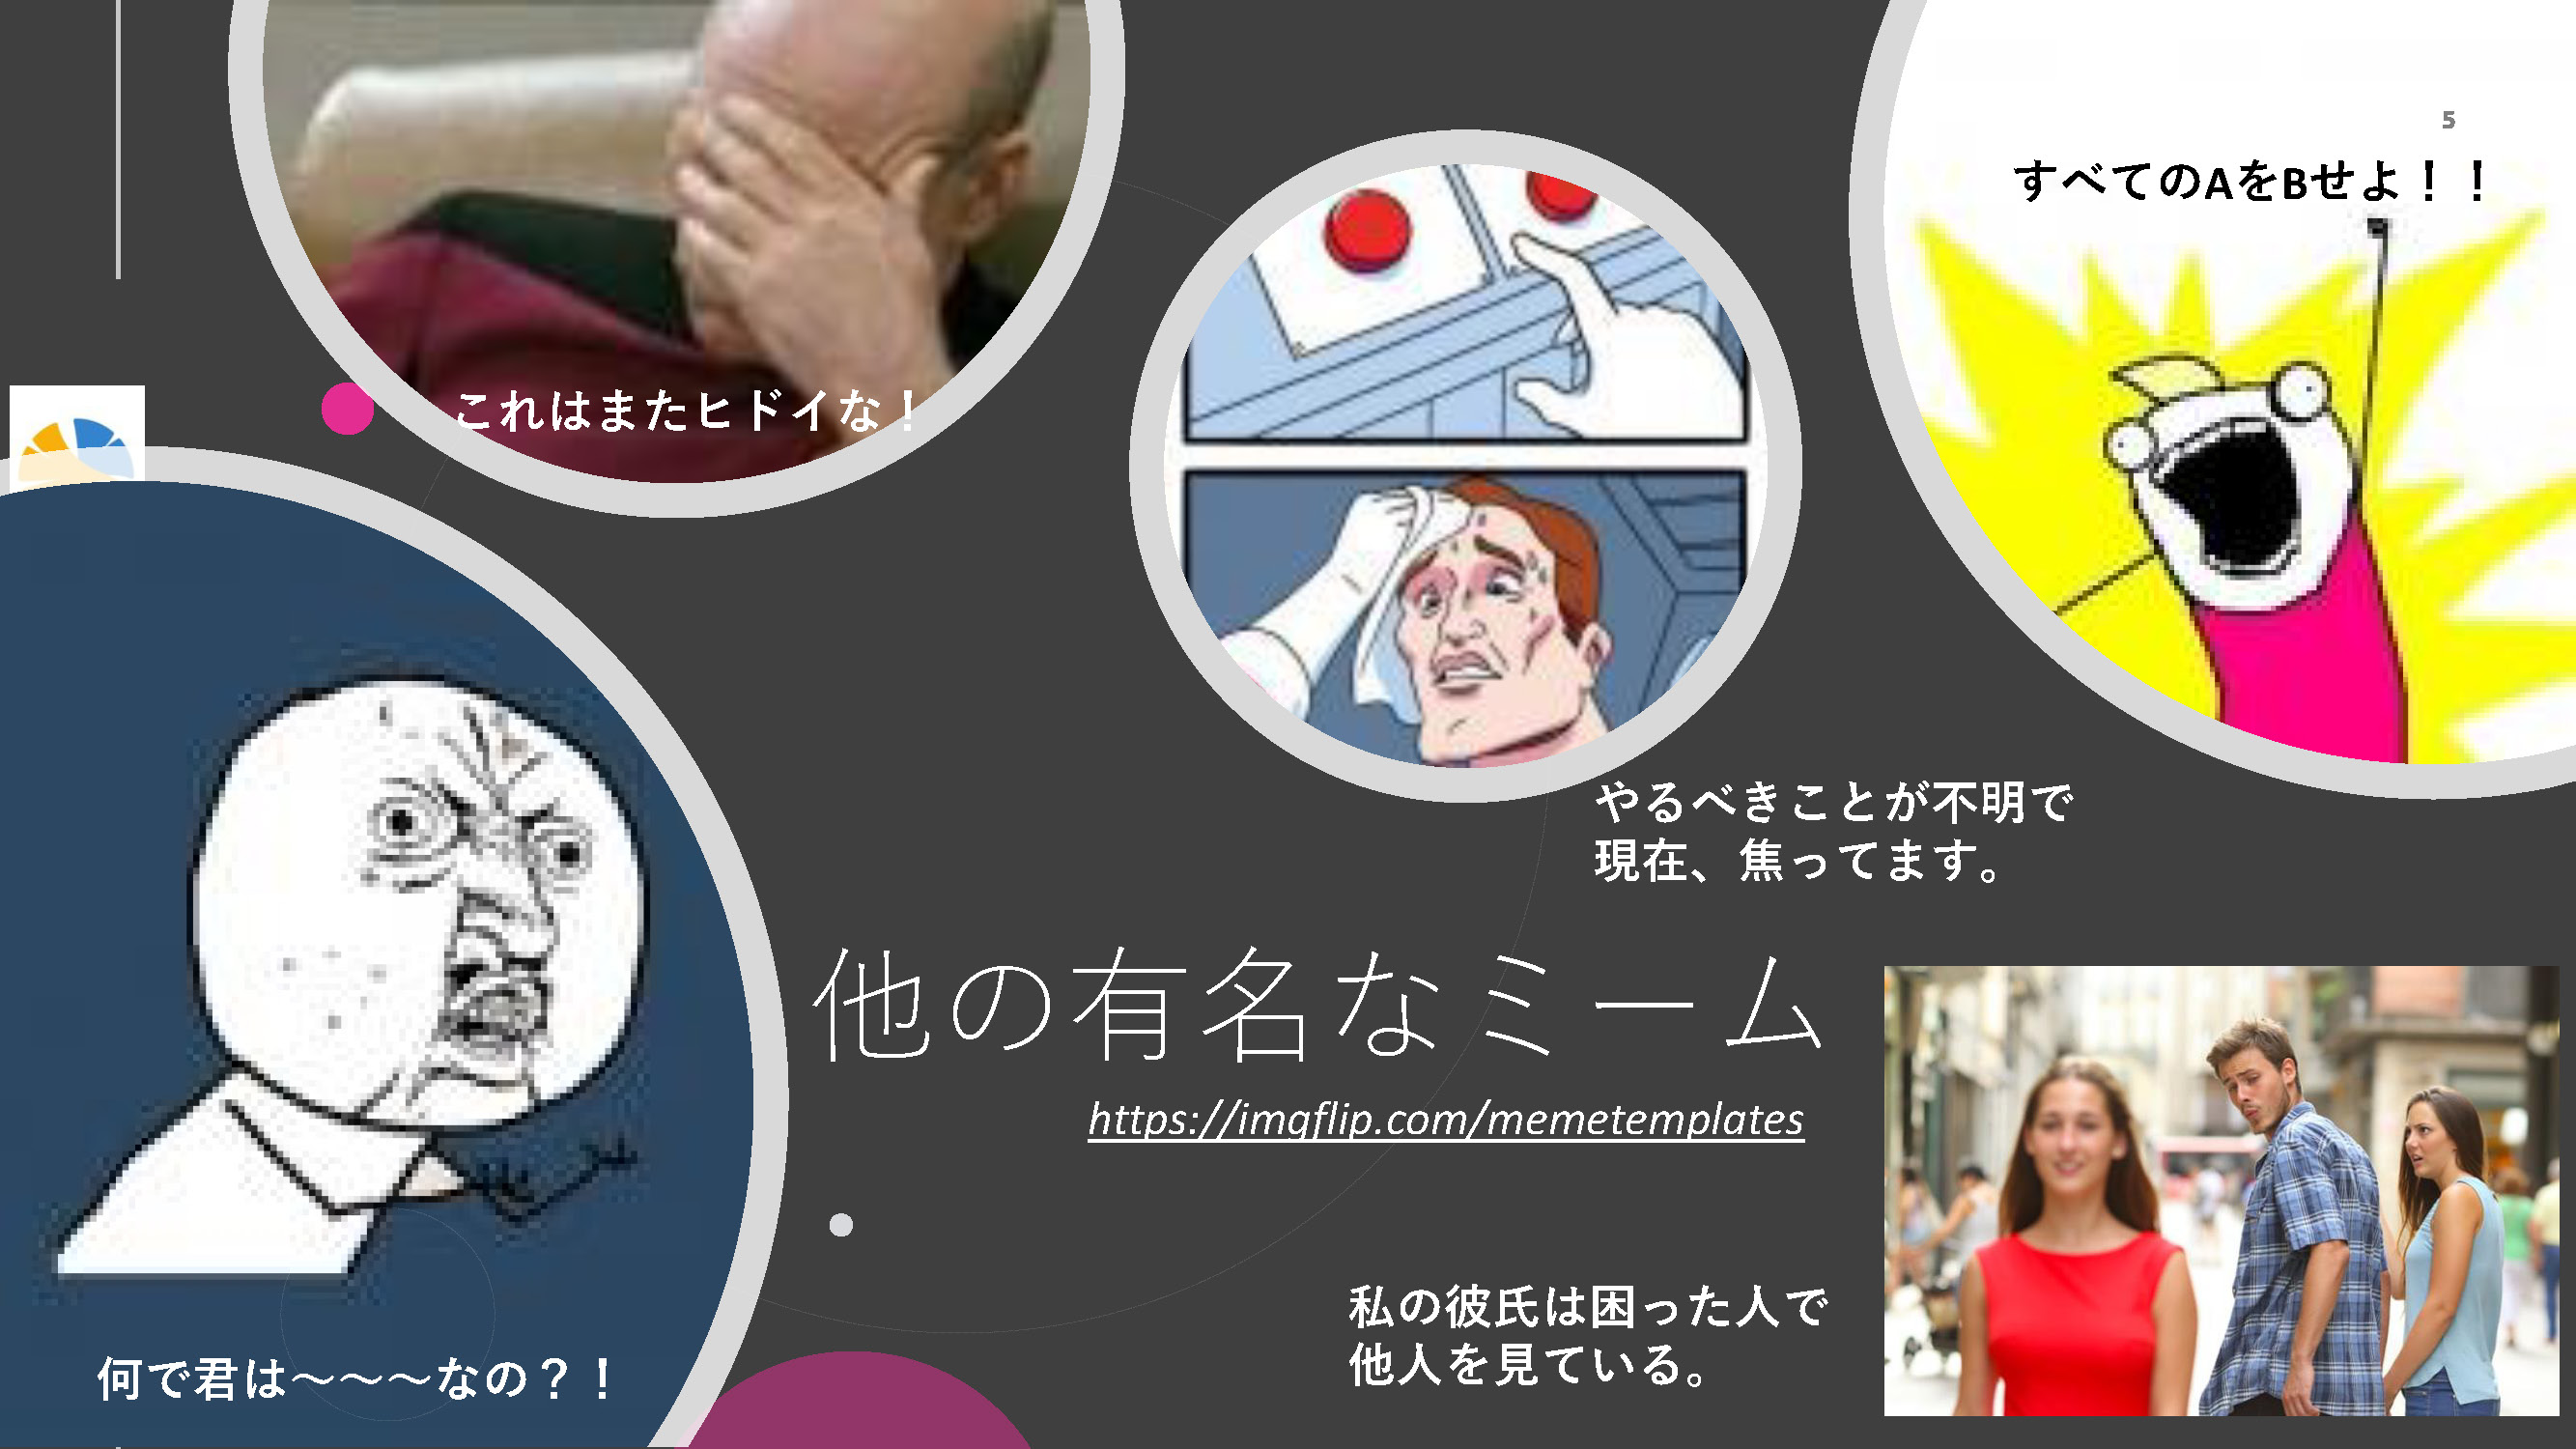 5
すべてのAをBせよ！！
これはまたヒドイな！
やるべきことが不明で
現在、焦ってます。
他の有名なミーム
https://imgflip.com/memetemplates
私の彼氏は困った人で
他人を見ている。
何で君は～～～なの？！